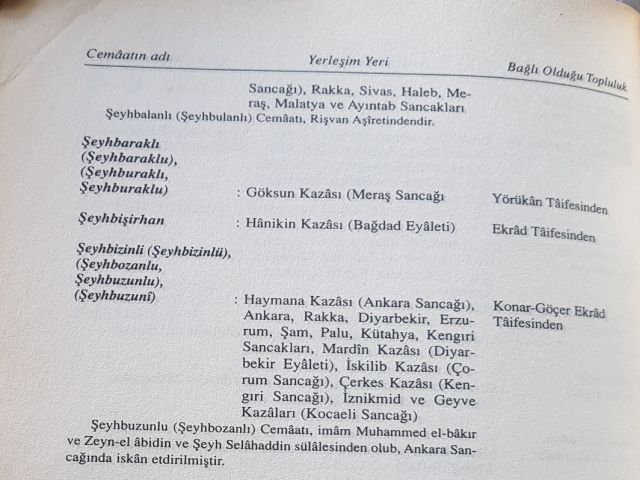 Cemâatın adı Yerleşim Yeri Bağlı Olduğu Topluluk
Sancağı), Rakka, Sivas, Haleb, Me-
raş, Malatya ve Ayıntab Sancakları
Şeyhbalanlı (Şeyhbulanlı) Cemâatı, Rişvan Aşîretindendir.
Şeyhbaraklı
(Şeyhbaraklu),
(Şeyhburaklı,
Şeyhburaklu) : Göksun Kazâsı (Meraş Sancağı Yörükân Tâifesinden
Şeyhbişirhan : Hânikin Kazâsı (Bağdad Eyâleti) Ekrâd Tâifesinden
Şeyhbizinli (Şeyhbizinlü),
(Şeyhbozanlu,
Şeyhbuzunlu),
(Şeyhbuzunî) : Haymana Kazâsı (Ankara Sancağı), Konar-Göçer Ekrâd
Ankara, Rakka, Diyarbekir, Erzu- Tâifesinden
rum, Şam, Palu, Kütahya, Kengıri
Sancakları, Mardîn Kazâsı (Diyar-
bekir Eyâleti), İskilib Kazâsı (Ço-
rum Sancağı), Çerkes Kazâsı (Ken-
gıri Sancağı), İznikmid ve Geyve
Kazâları (Kocaeli Sancağı)
Şeyhbuzunlu (Şeyhbozanlı) Cemâatı, imâm Muhammed el-bâkır
ve Zeyn-el âbidin ve Şeyh Selâhaddin sülâlesinden olub, Ankara San-
cağında iskân etdirilmiştir.